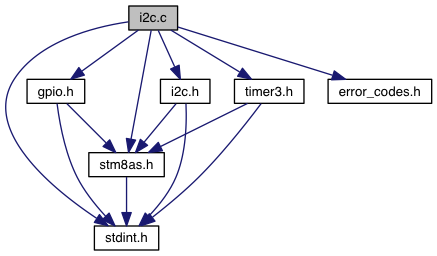 i2c.c
gpio.h
i2c.h
timer3.h
error_codes.h
stm8as.h
stdint.h